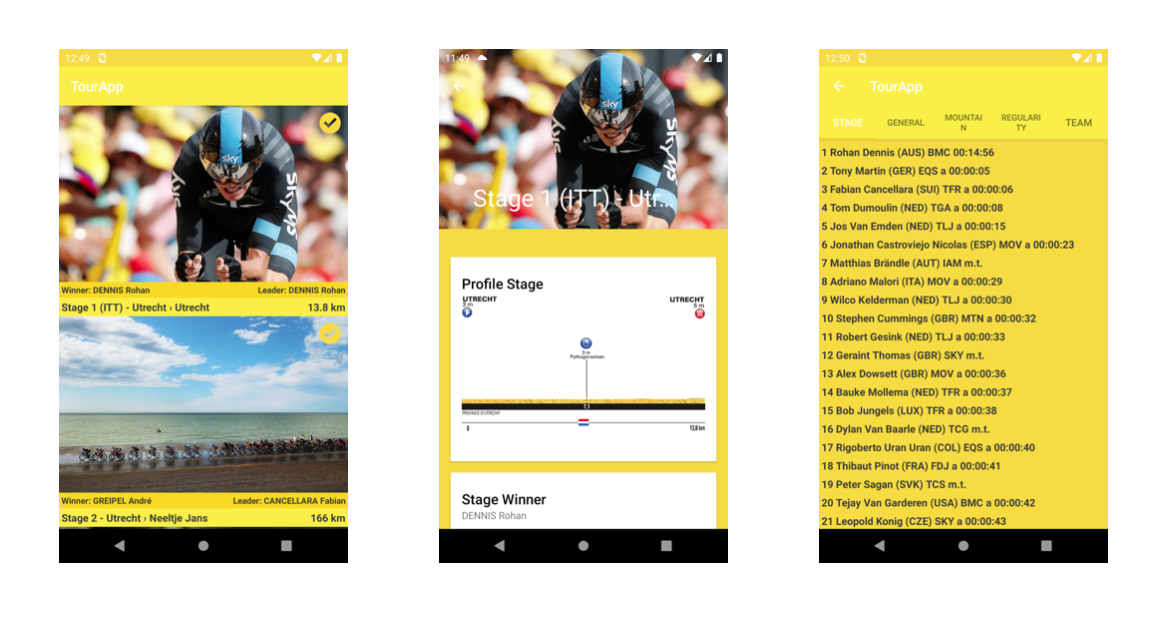 12:49
TourApp
sky
SKY
Winner: DENNIS Rohan Leader: DENNIS Rohan
Stage 1 (ITT) - Utrecht › Utrecht 13.8 km
Winner: GREIPEL André Leader: CANCELLARA Fabian
Stage 2 - Utrecht › Neeltje Jans 166 km
11:49
sky
SKY
Stage 1 (ITT) - Utr...
Profile Stage
UTRECHT UTRECHT
3 m 5 m
3 m
Pythagoraslaan
PROVINCE D'UTRECHT
0 13,8 km
Stage Winner
DENNIS Rohan
12:50
TourApp
STAGE GENERAL MOUNTAI
N REGULARI
TY TEAM
1 Rohan Dennis (AUS) BMC 00:14:56
2 Tony Martin (GER) EQS a 00:00:05
3 Fabian Cancellara (SUI) TFR a 00:00:06
4 Tom Dumoulin (NED) TGA a 00:00:08
5 Jos Van Emden (NED) TLJ a 00:00:15
6 Jonathan Castroviejo Nicolas (ESP) MOV a 00:00:23
7 Matthias Brändle (AUT) IAM m.t.
8 Adriano Malori (ITA) MOV a 00:00:29
9 Wilco Kelderman (NED) TLJ a 00:00:30
10 Stephen Cummings (GBR) MTN a 00:00:32
11 Robert Gesink (NED) TLJ a 00:00:33
12 Geraint Thomas (GBR) SKY m.t.
13 Alex Dowsett (GBR) MOV a 00:00:36
14 Bauke Mollema (NED) TFR a 00:00:37
15 Bob Jungels (LUX) TFR a 00:00:38
16 Dylan Van Baarle (NED) TCG m.t.
17 Rigoberto Uran Uran (COL) EQS a 00:00:40
18 Thibaut Pinot (FRA) FDJ a 00:00:41
19 Peter Sagan (SVK) TCS m.t.
20 Tejay Van Garderen (USA) BMC a 00:00:42
21 Leopold Konig (CZE) SKY a 00:00:43